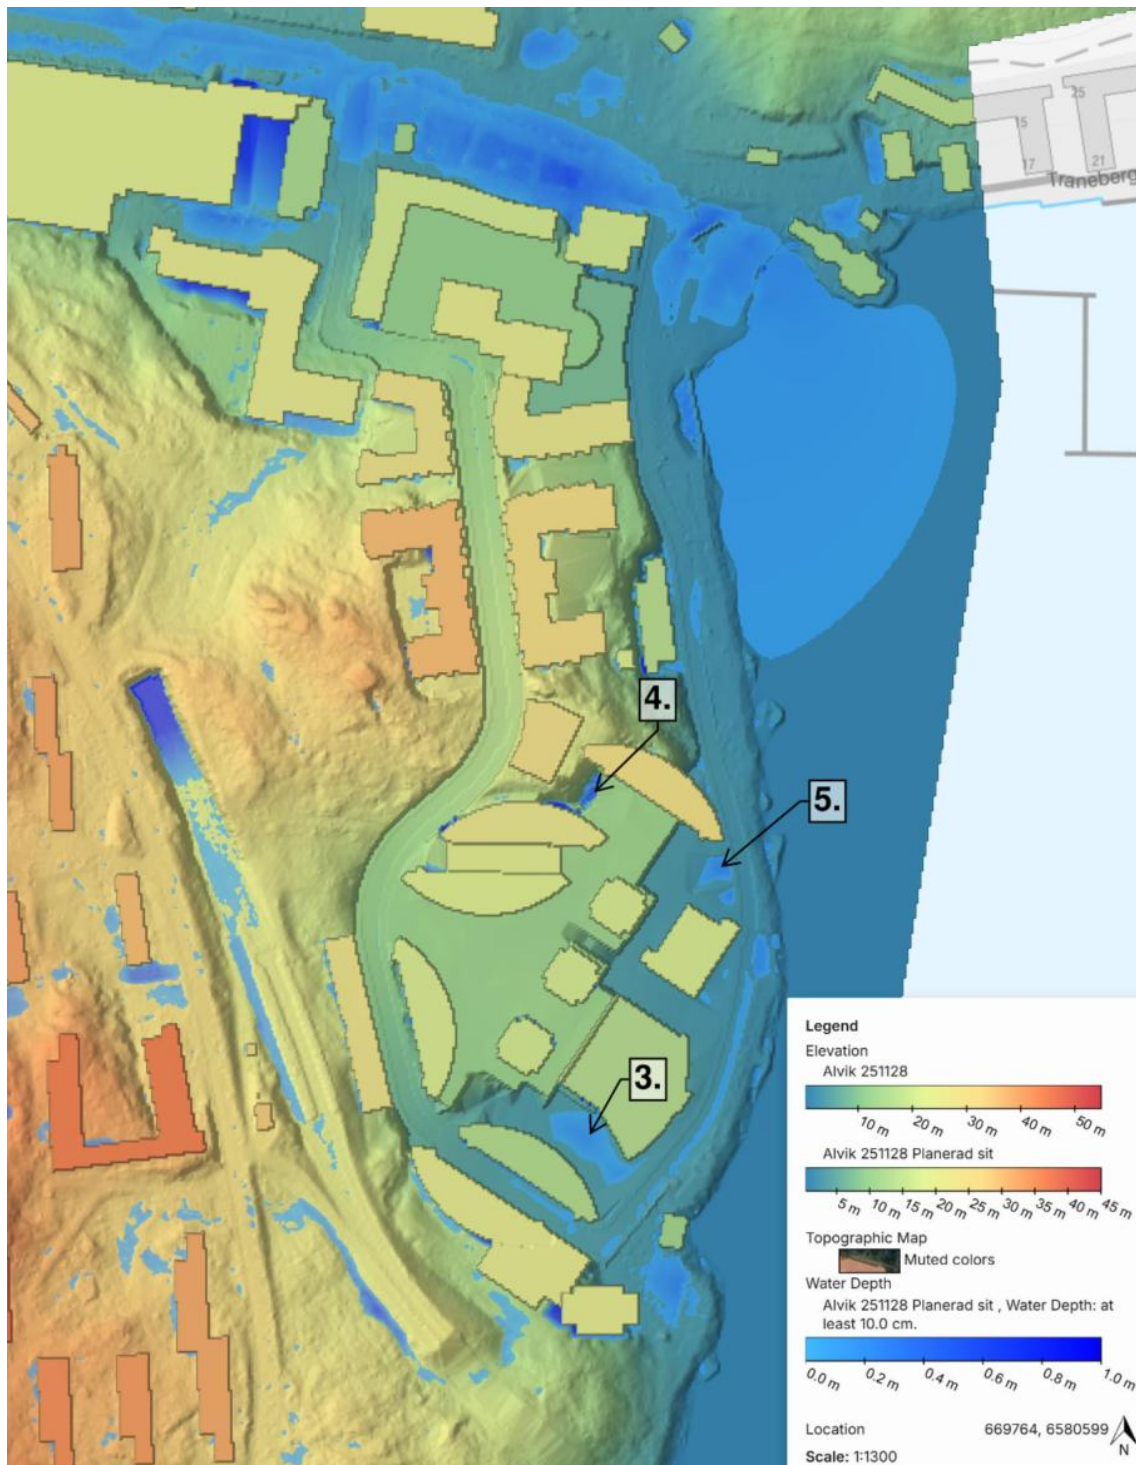 25
15
17
21
Traneberg
4.
5.
3.
Legend
Elevation
Alvik 251128
10 m 20 m 30 m 40 m 50 m
Alvik 251128 Planerad sit
5 m 10 m 15 m 20 m 25 m 30 m 35 m 40 m 45 m
Topographic Map
Muted colors
Water Depth
Alvik 251128 Planerad sit , Water Depth: at
least 10.0 cm.
0.0 m 0.2 m 0.4 m 0.6 m 0.8 m 1.0 m
Location 669764, 6580599
Scale: 1:1300
N